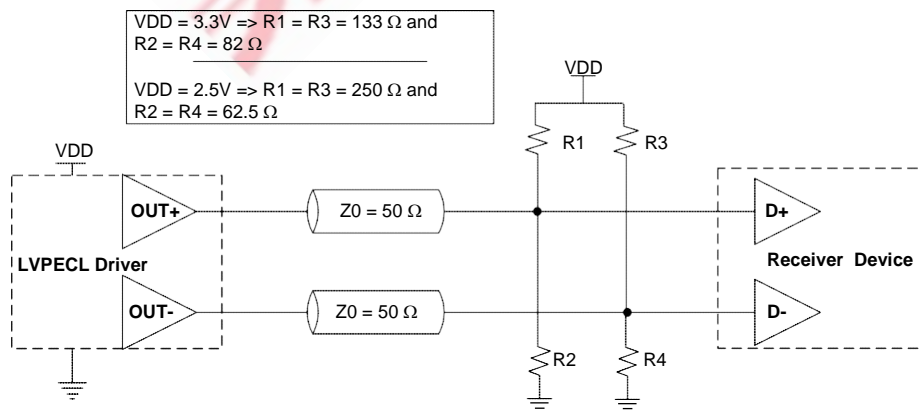 VDD = 3.3V => R1 = R3 = 133 Ω and
R2 = R4 = 82 Ω
VDD = 2.5V => R1 = R3 = 250 Ω and
R2 = R4 = 62.5 Ω
VDD
R1
R3
VDD
OUT+
Z0 = 50 Ω
D+
LVPECL Driver
Receiver Device
OUT-
Z0 = 50 Ω
D-
R2
R4